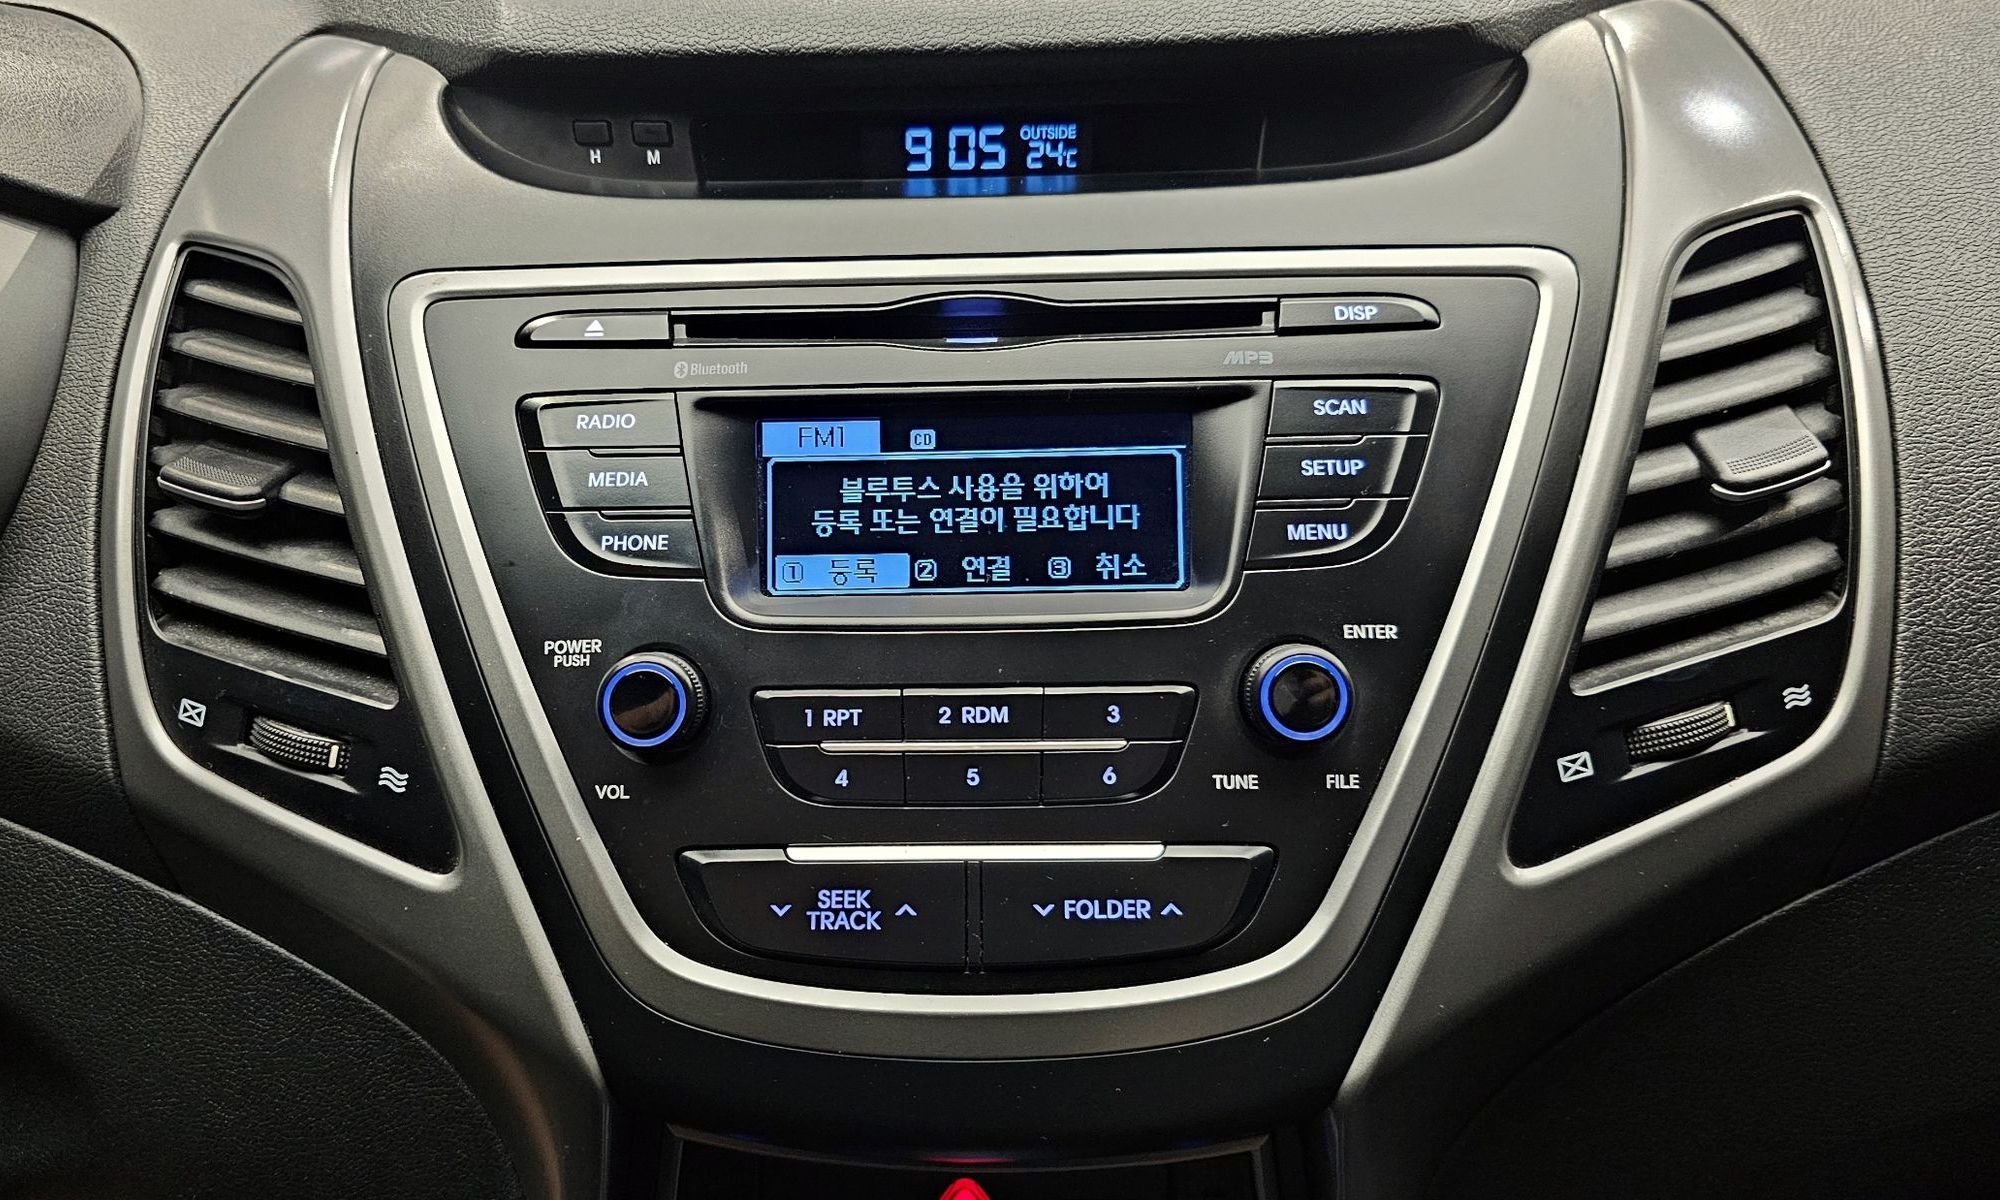 H M
9 05
OUTSIDE
24°C
DISP
Bluetooth
MP3
RADIO
MEDIA
PHONE
FM1 CD
블루투스 사용을 위하여
등록 또는 연결이 필요합니다
1 등록 2 연결 3 취소
SCAN
SETUP
MENU
POWER
PUSH
VOL
ENTER
TUNE FILE
1 RPT 2 RDM 3
4 5 6
SEEK
TRACK
FOLDER